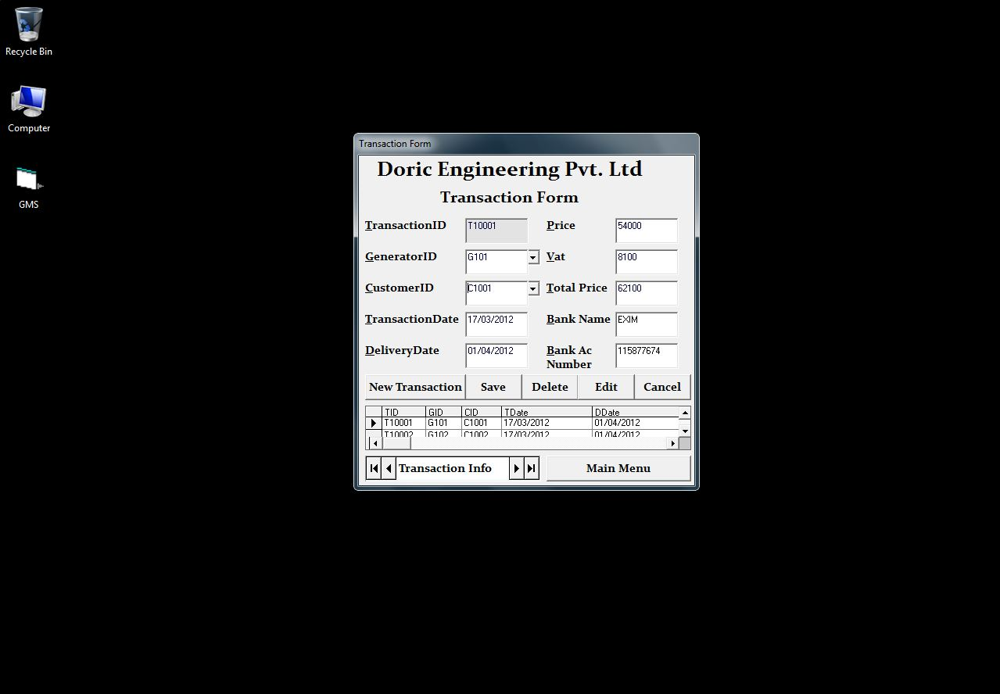 Recycle Bin
Computer
GMS
Transaction Form
Doric Engineering Pvt. Ltd
Transaction Form
TransactionID T10001 Price 54000
GeneratorID G101 Vat 8100
CustomerID C1001 Total Price 62100
TransactionDate 17/03/2012 Bank Name EXIM
DeliveryDate 01/04/2012 Bank Ac Number 115877674
New Transaction Save Delete Edit Cancel
TID GID CID TDate DDate
T10001 G101 C1001 17/03/2012 01/04/2012
T10002 G102 C1002 17/03/2012 01/04/2012
Transaction Info Main Menu